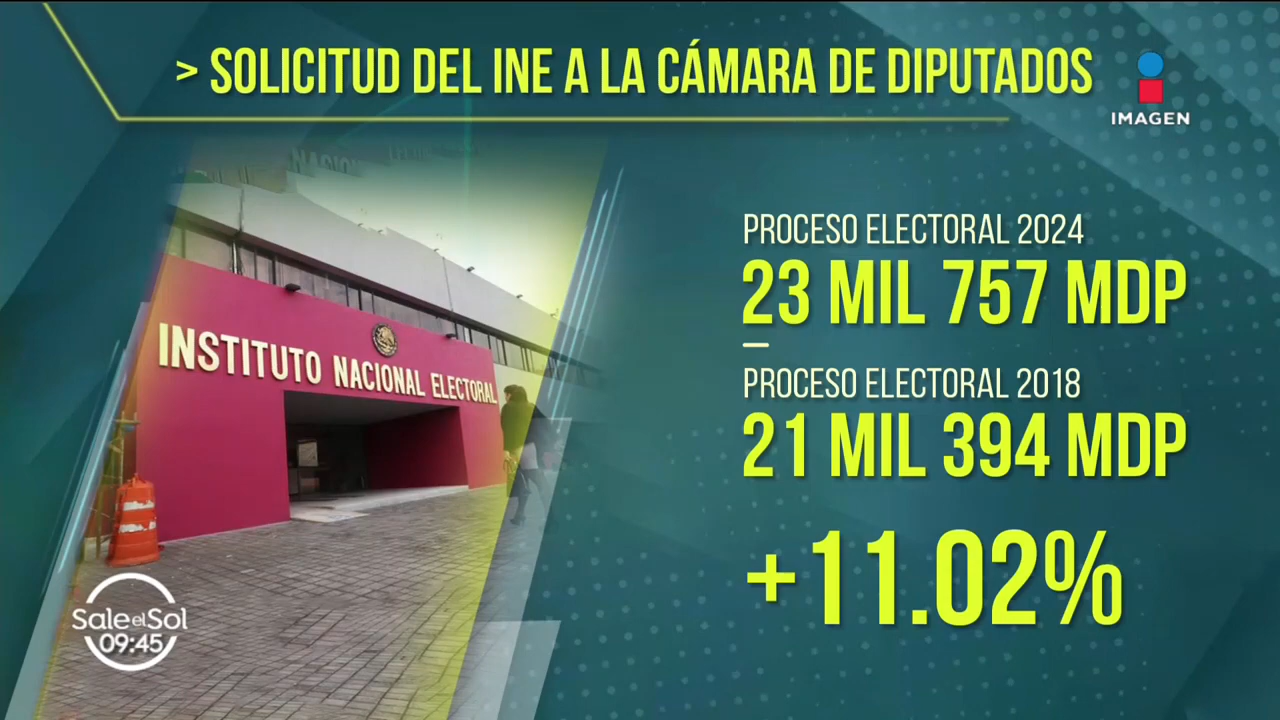 > SOLICITUD DEL INE A LA CÁMARA DE DIPUTADOS
IMAGEN
NACIONAL
INSTITUTO NACIONAL ELECTORAL
PROCESO ELECTORAL 2024
23 MIL 757 MDP
PROCESO ELECTORAL 2018
21 MIL 394 MDP
+11.02%
Sale el Sol
09:45